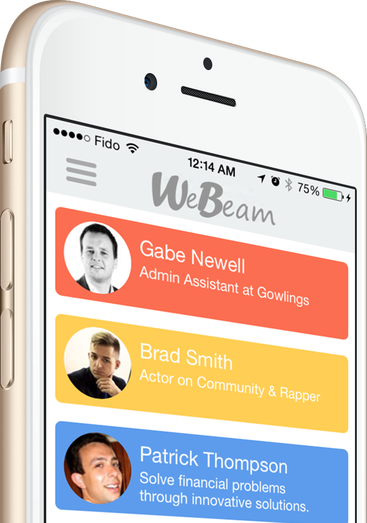 Fido
12:14 AM
75%
WeBeam
Gabe Newell
Admin Assistant at Gowlings
Brad Smith
Actor on Community & Rapper
Patrick Thompson
Solve financial problems
through innovative solutions.